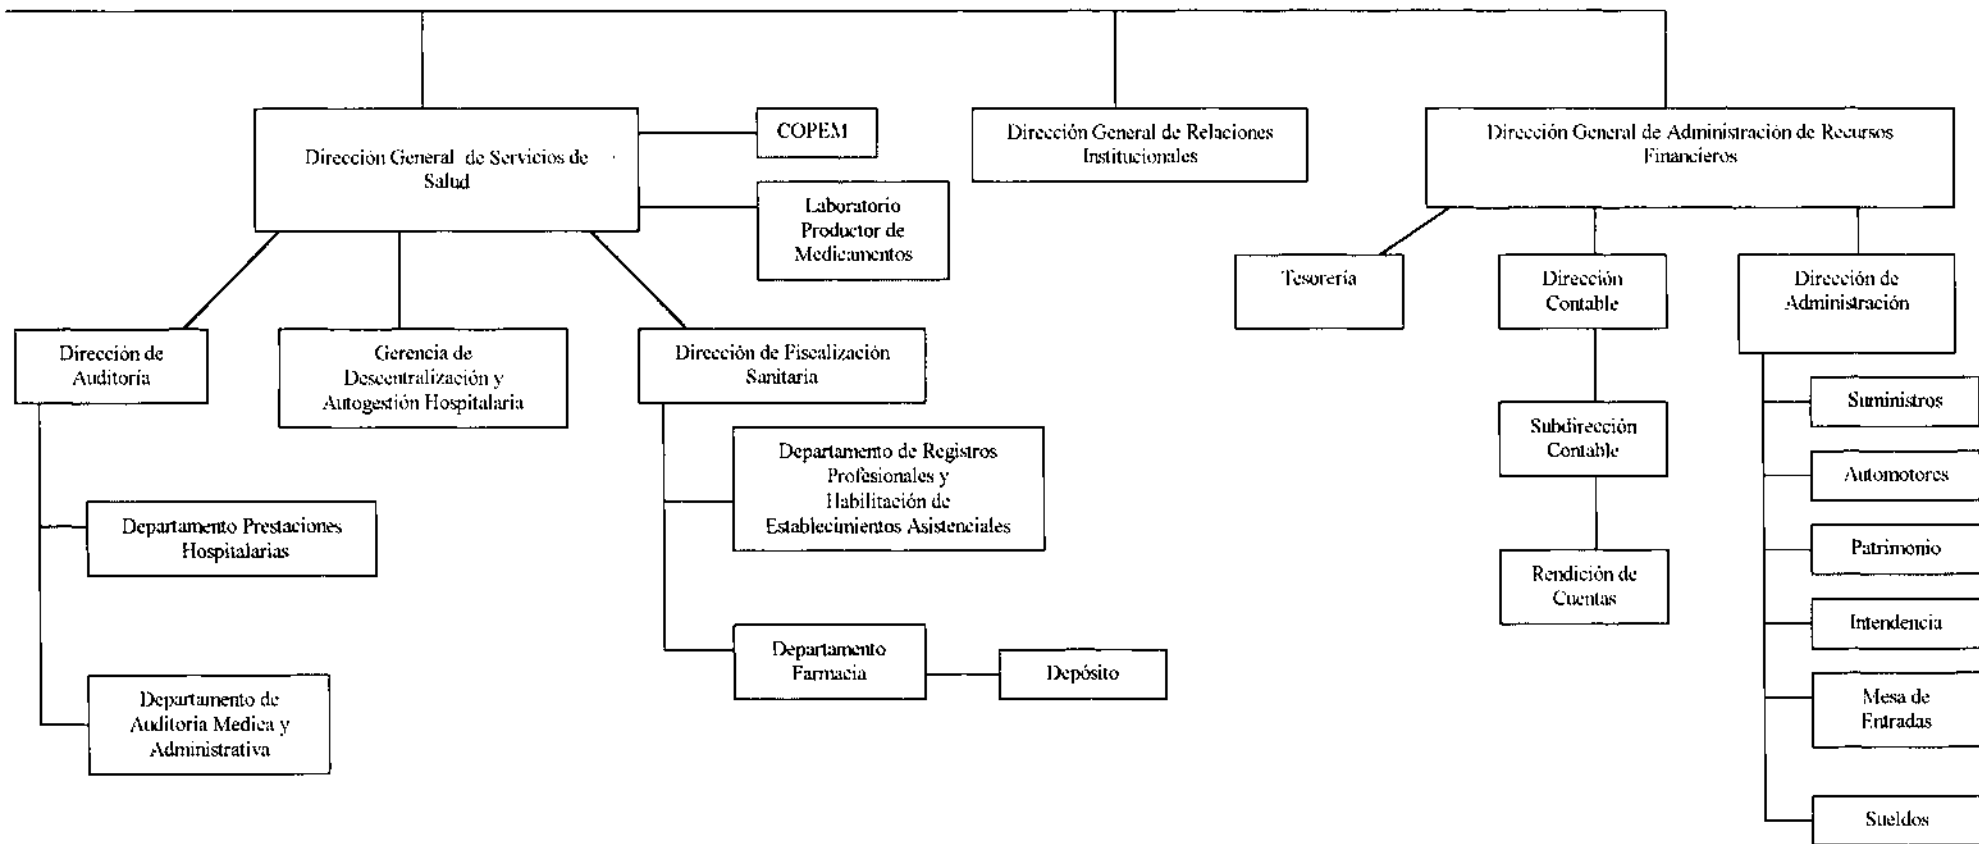 Dirección General de Servicios de
Salud
COPEM
Laboratorio
Productor de
Medicamentos
Dirección General de Relaciones
Institucionales
Dirección General de Administración de Recursos
Financieros
Tesorería
Dirección
Contable
Dirección de
Administración
Dirección de
Auditoría
Gerencia de
Descentralización y
Autogestión Hospitalaria
Dirección de Fiscalización
Sanitaria
Suministros
Subdirección
Contable
Departamento de Registros
Profesionales y
Habilitación de
Establecimientos Asistenciales
Automotores
Departamento Prestaciones
Hospitalarias
Patrimonio
Rendición de
Cuentas
Intendencia
Departamento
Farmacia
Depósito
Mesa de
Entradas
Departamento de
Auditoría Medica y
Administrativa
Sueldos